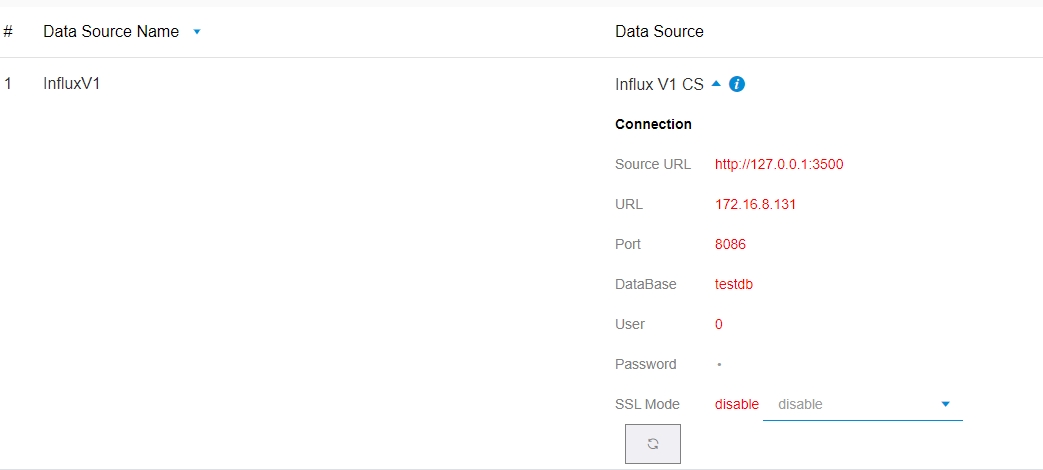 # Data Source Name Data Source
1 InfluxV1 Influx V1 CS
Connection
Source URL http://127.0.0.1:3500
URL 172.16.8.131
Port 8086
DataBase testdb
User 0
Password •
SSL Mode disable disable